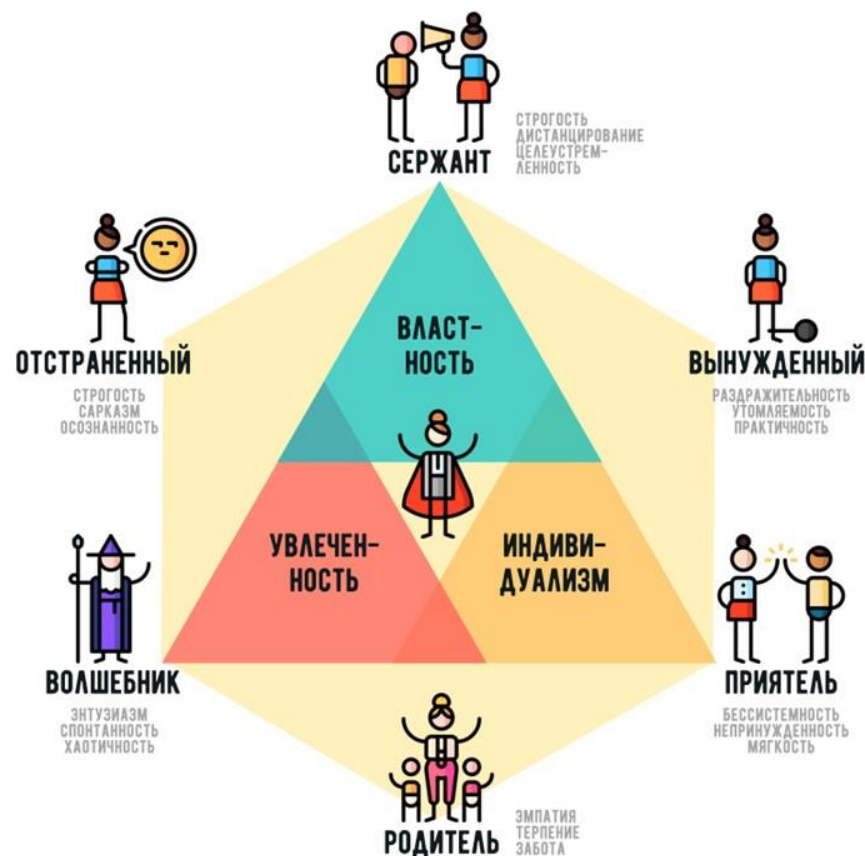 СЕРЖАНТ
СТРОГОСТЬ
ДИСТАНЦИРОВАНИЕ
ЦЕЛЕУСТРЕМ-
ЛЕННОСТЬ
ОТСТРАНЕННЫЙ
СТРОГОСТЬ
САРКАЗМ
ОСОЗНАННОСТЬ
ВЛАСТ-
НОСТЬ
ВЫНУЖДЕННЫЙ
РАЗДРАЖИТЕЛЬНОСТЬ
УТОМЛЯЕМОСТЬ
ПРАКТИЧНОСТЬ
УВЛЕЧЕН-
НОСТЬ
ИНДИВИ-
ДУАЛИЗМ
ВОЛШЕБНИК
ЭНТУЗИАЗМ
СПОНТАННОСТЬ
ХАОТИЧНОСТЬ
ПРИЯТЕЛЬ
БЕССИСТЕМНОСТЬ
НЕПРИНУЖДЕННОСТЬ
МЯГКОСТЬ
РОДИТЕЛЬ
ЭМПАТИЯ
ТЕРПЕНИЕ
ЗАБОТА